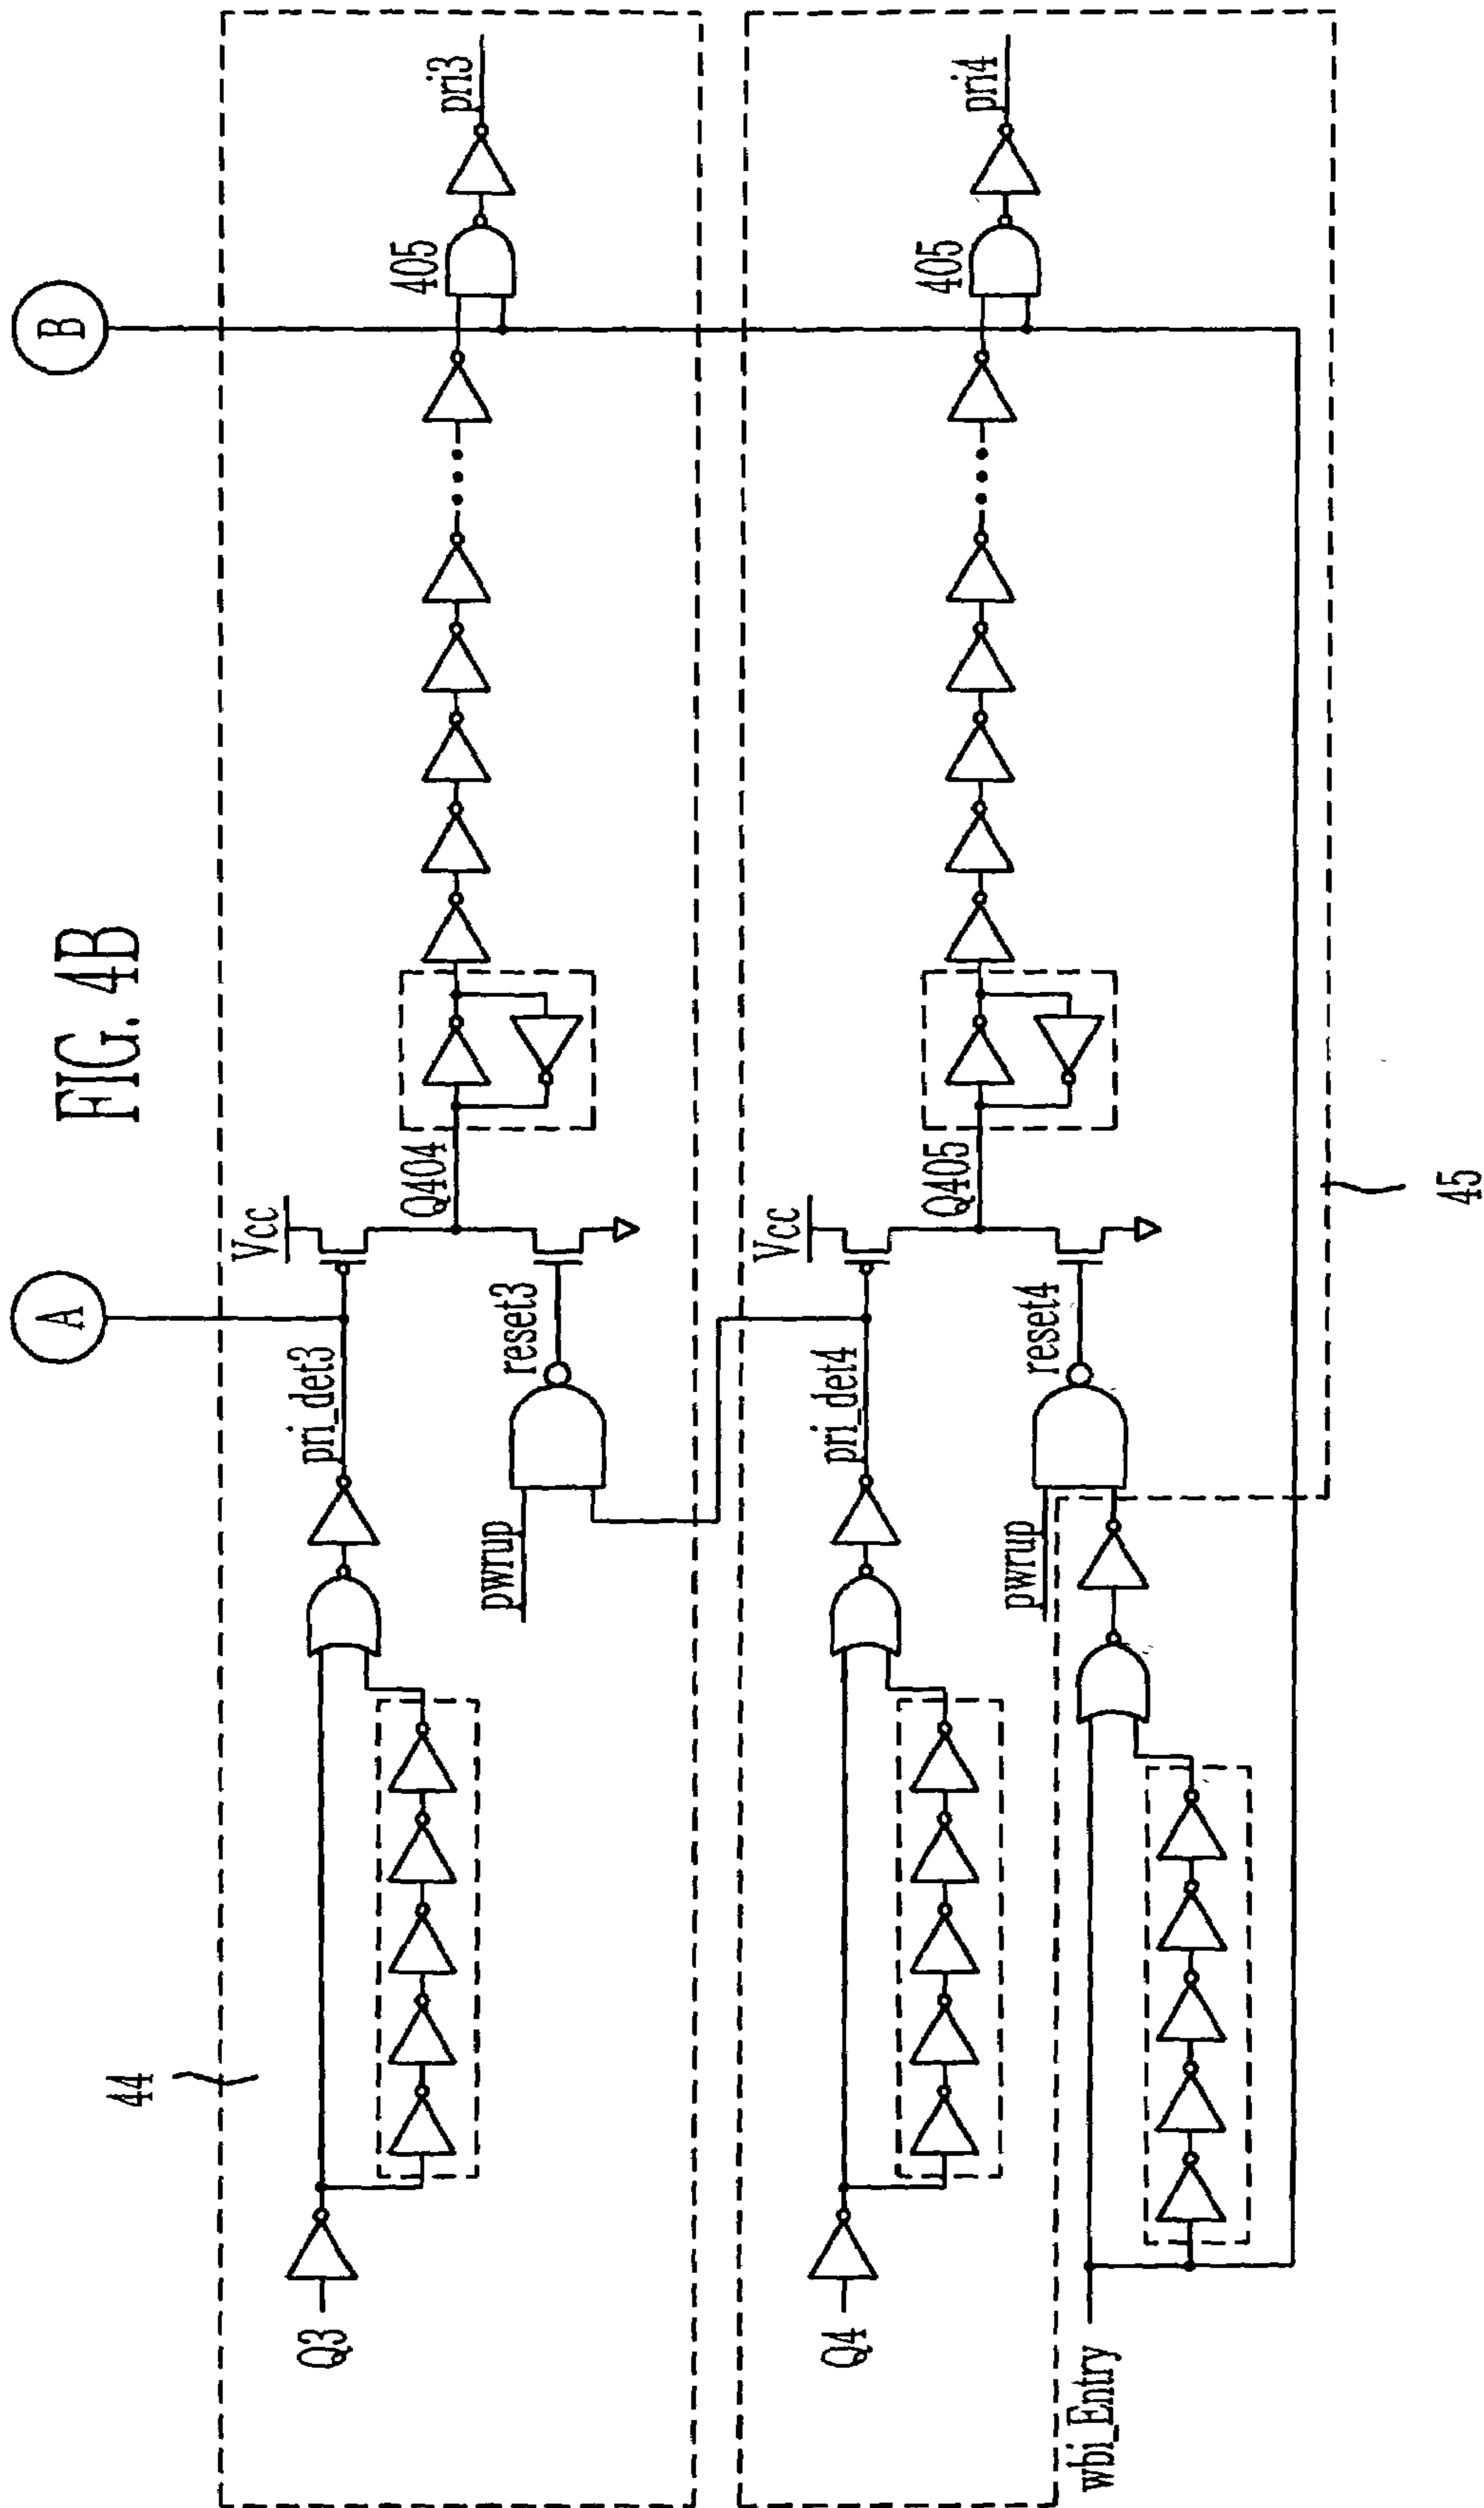 FIG. 4B
A
B
44
Q3
pri_det3
Vcc
Q404
405
pri3
pwrup
reset3
Q4
pri_det4
Vcc
Q405
405
pri4
pwrup
reset4
wbi_Entry
45